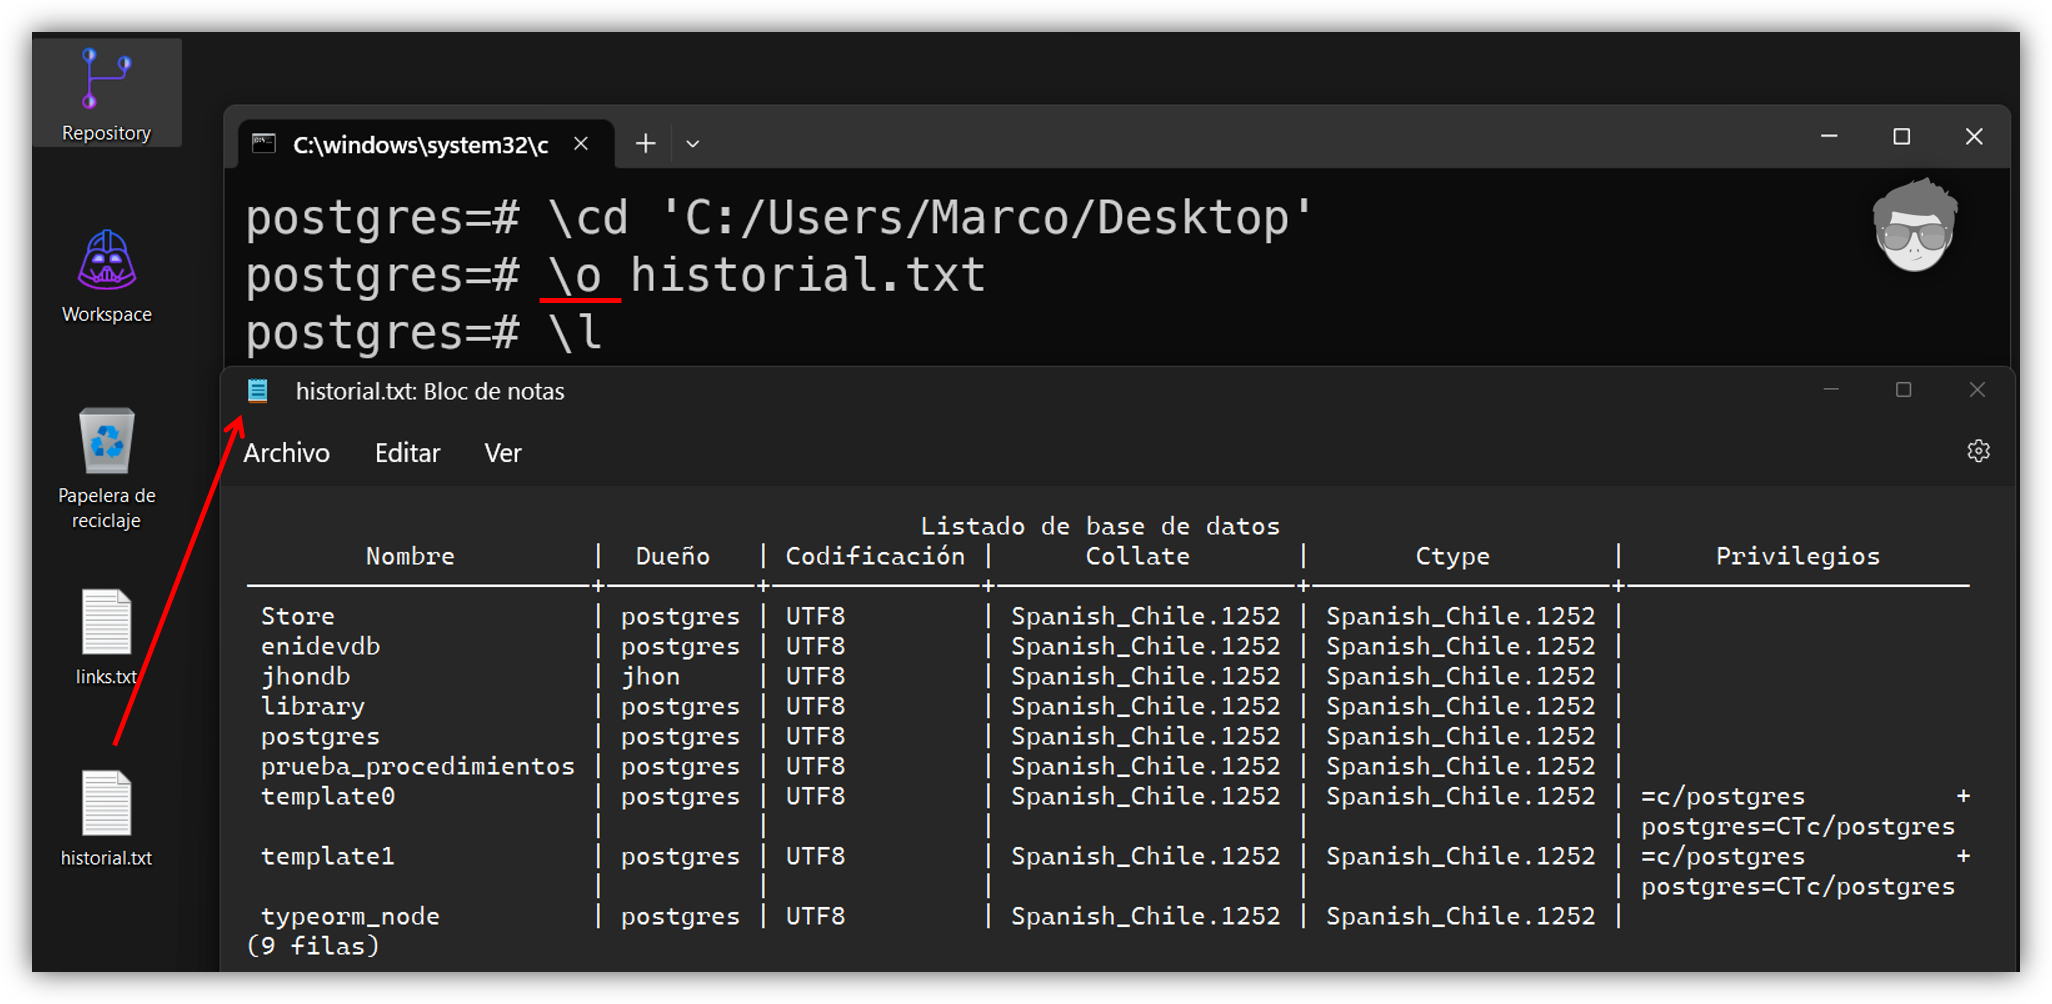 Repository
Workspace
Papelera de
reciclaje
links.txt
historial.txt
C:\windows\system32\c
postgres=# \cd 'C:/Users/Marco/Desktop'
postgres=# \o historial.txt
postgres=# \l
historial.txt: Bloc de notas
Archivo Editar Ver
Listado de base de datos
Nombre | Dueño | Codificación | Collate | Ctype | Privilegios
Store | postgres | UTF8 | Spanish_Chile.1252 | Spanish_Chile.1252 |
enidevdb | postgres | UTF8 | Spanish_Chile.1252 | Spanish_Chile.1252 |
jhondb | jhon | UTF8 | Spanish_Chile.1252 | Spanish_Chile.1252 |
library | postgres | UTF8 | Spanish_Chile.1252 | Spanish_Chile.1252 |
postgres | postgres | UTF8 | Spanish_Chile.1252 | Spanish_Chile.1252 |
prueba_procedimientos | postgres | UTF8 | Spanish_Chile.1252 | Spanish_Chile.1252 |
template0 | postgres | UTF8 | Spanish_Chile.1252 | Spanish_Chile.1252 | =c/postgres +
| | | | | postgres=CTc/postgres
template1 | postgres | UTF8 | Spanish_Chile.1252 | Spanish_Chile.1252 | =c/postgres +
| | | | | postgres=CTc/postgres
typeorm_node | postgres | UTF8 | Spanish_Chile.1252 | Spanish_Chile.1252 |
(9 filas)